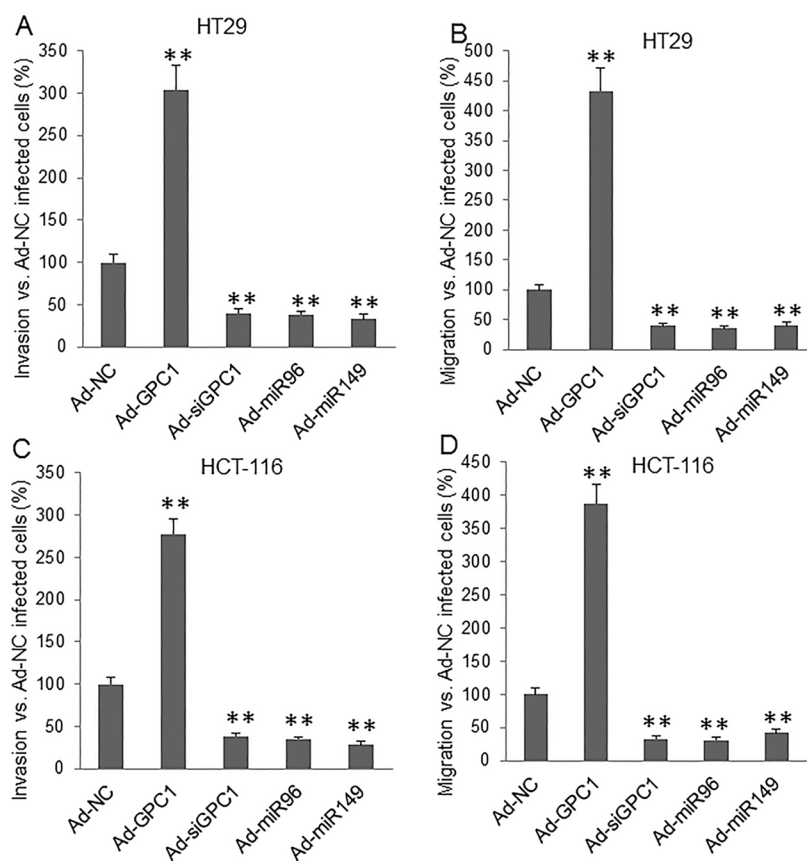 A
HT29
Invasion vs. Ad-NC infected cells (%)
350
300
250
200
150
100
50
0
**
**
**
**
Ad-NC
Ad-GPC1
Ad-siGPC1
Ad-miR96
Ad-miR149
B
HT29
Migration vs. Ad-NC infected cells (%)
500
450
400
350
300
250
200
150
100
50
0
**
**
**
**
Ad-NC
Ad-GPC1
Ad-siGPC1
Ad-miR96
Ad-miR149
C
HCT-116
Invasion vs. Ad-NC infected cells (%)
350
300
250
200
150
100
50
0
**
**
**
**
Ad-NC
Ad-GPC1
Ad-siGPC1
Ad-miR96
Ad-miR149
D
HCT-116
Migration vs. Ad-NC infected cells (%)
450
400
350
300
250
200
150
100
50
0
**
**
**
**
Ad-NC
Ad-GPC1
Ad-siGPC1
Ad-miR96
Ad-miR149